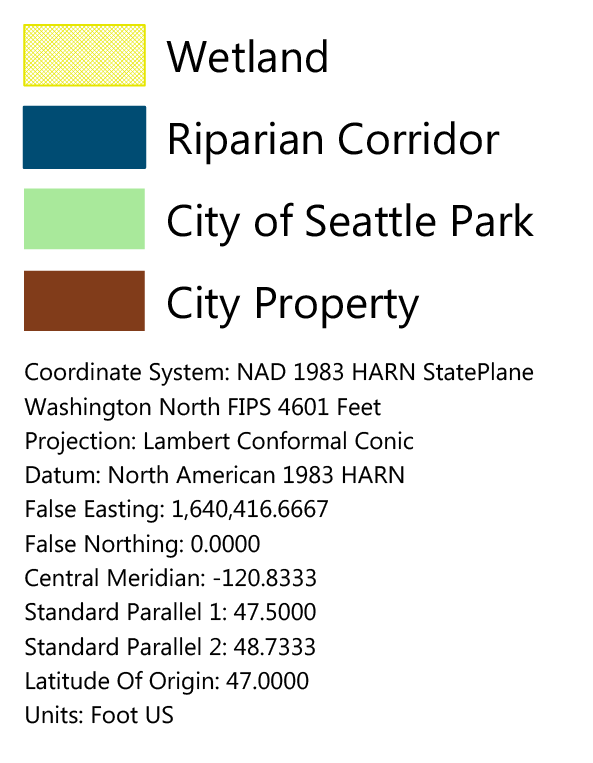 Wetland
Riparian Corridor
City of Seattle Park
City Property
Coordinate System: NAD 1983 HARN StatePlane
Washington North FIPS 4601 Feet
Projection: Lambert Conformal Conic
Datum: North American 1983 HARN
False Easting: 1,640,416.6667
False Northing: 0.0000
Central Meridian: -120.8333
Standard Parallel 1: 47.5000
Standard Parallel 2: 48.7333
Latitude Of Origin: 47.0000
Units: Foot US